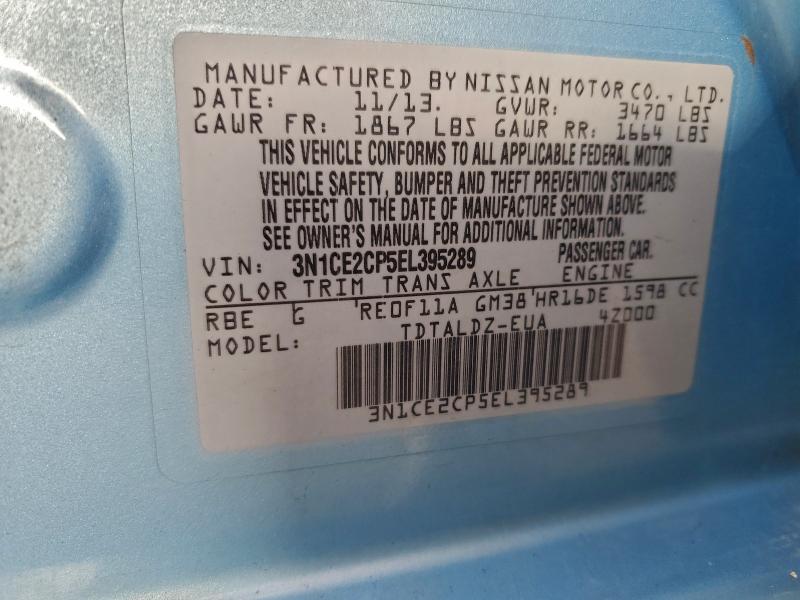 MANUFACTURED BY NISSAN MOTOR CO., LTD.
DATE: 11/13. GVWR: 3470 LBS
GAWR FR: 1867 LBS GAWR RR: 1664 LBS
THIS VEHICLE CONFORMS TO ALL APPLICABLE FEDERAL MOTOR
VEHICLE SAFETY, BUMPER AND THEFT PREVENTION STANDARDS
IN EFFECT ON THE DATE OF MANUFACTURE SHOWN ABOVE.
SEE OWNER'S MANUAL FOR ADDITIONAL INFORMATION.
VIN: 3N1CE2CP5EL395289 PASSENGER CAR.
COLOR TRIM TRANS AXLE ENGINE
RBE G 'RE0F11A GM38'HR16DE 1598 CC
MODEL: TDTALDZ-EUA 4Z000
3N1CE2CP5EL395289